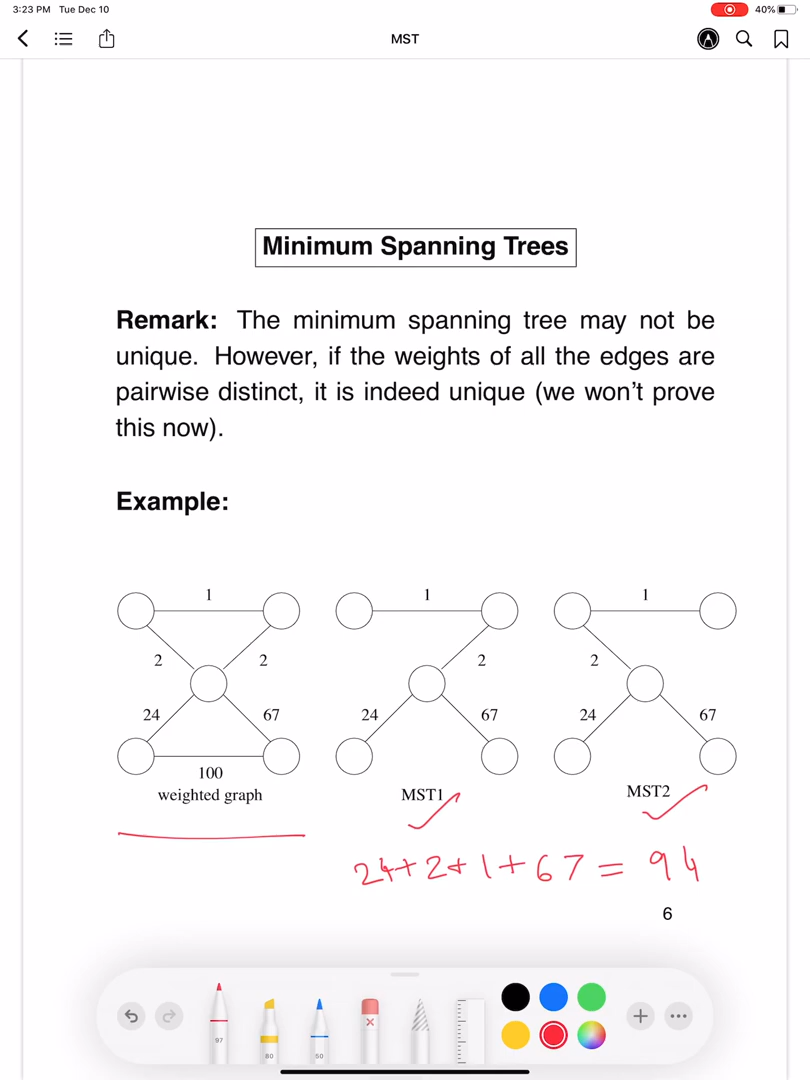 3:23 PM Tue Dec 10
40%
MST
Minimum Spanning Trees
Remark: The minimum spanning tree may not be
unique. However, if the weights of all the edges are
pairwise distinct, it is indeed unique (we won't prove
this now).
Example:
1 1 1
2 2 2 2
24 67 24 67 24 67
100
weighted graph MST1 MST2
24+2+1+67=94
6
97 80 50